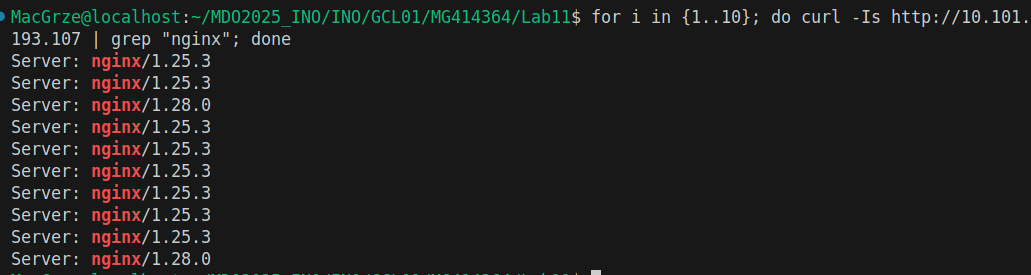 MacGrze@localhost:~/MDO2025_INO/INO/GCL01/MG414364/Lab11$ for i in {1..10}; do curl -Is http://10.101.
193.107 | grep "nginx"; done
Server: nginx/1.25.3
Server: nginx/1.25.3
Server: nginx/1.28.0
Server: nginx/1.25.3
Server: nginx/1.25.3
Server: nginx/1.25.3
Server: nginx/1.25.3
Server: nginx/1.25.3
Server: nginx/1.25.3
Server: nginx/1.28.0